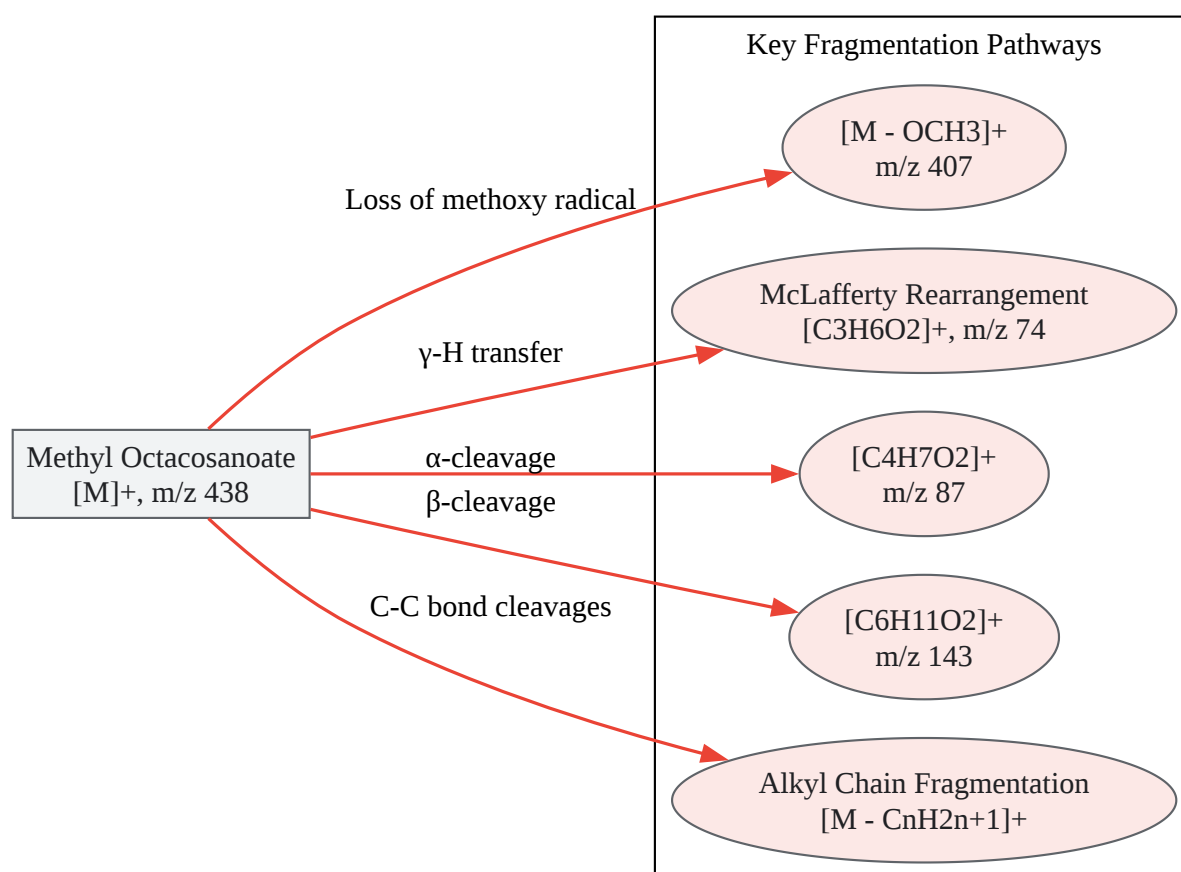 Key Fragmentation Pathways
[M - OCH3]+
m/z 407
Loss of methoxy radical
McLafferty Rearrangement
[C3H6O2]+, m/z 74
γ-H transfer
Methyl Octacosanoate
[M]+, m/z 438
α-cleavage
[C4H7O2]+
m/z 87
β-cleavage
[C6H11O2]+
m/z 143
C-C bond cleavages
Alkyl Chain Fragmentation
[M - CnH2n+1]+